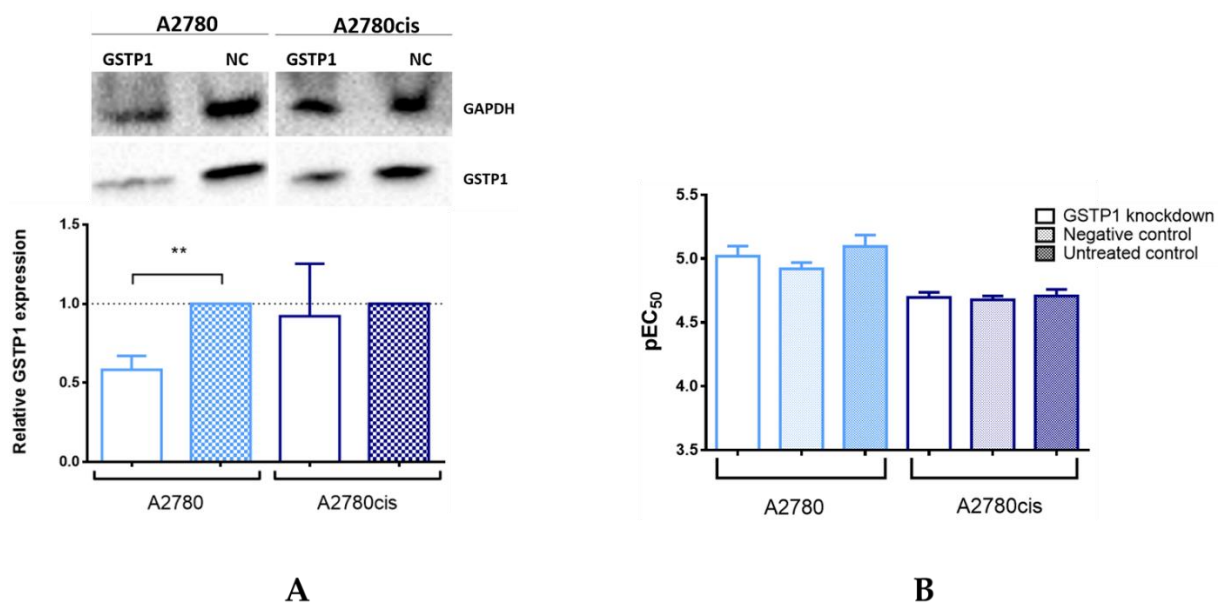 A2780
A2780cis
GSTP1
NC
GSTP1
NC
GAPDH
GSTP1
Relative GSTP1 expression
1.5
1.0
0.5
0.0
**
A2780
A2780cis
A
pEC50
5.5
5.0
4.5
4.0
3.5
GSTP1 knockdown
Negative control
Untreated control
A2780
A2780cis
B